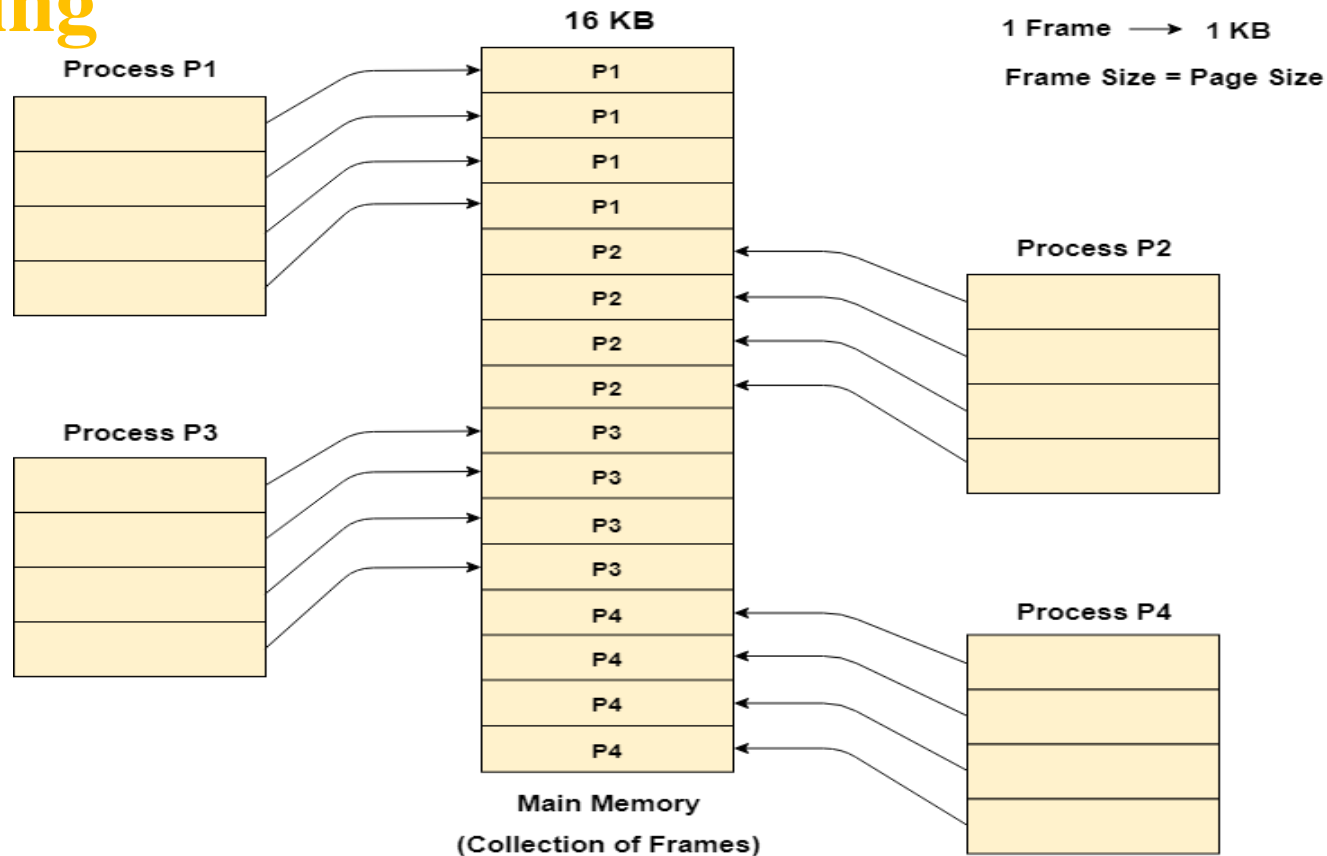 16 KB
1 Frame → 1 KB
Frame Size = Page Size
Process P1
P1
P1
P1
P1
P2
P2
P2
P2
P3
P3
P3
P3
P4
P4
P4
P4
Process P2
Process P3
Process P4
Main Memory
(Collection of Frames)